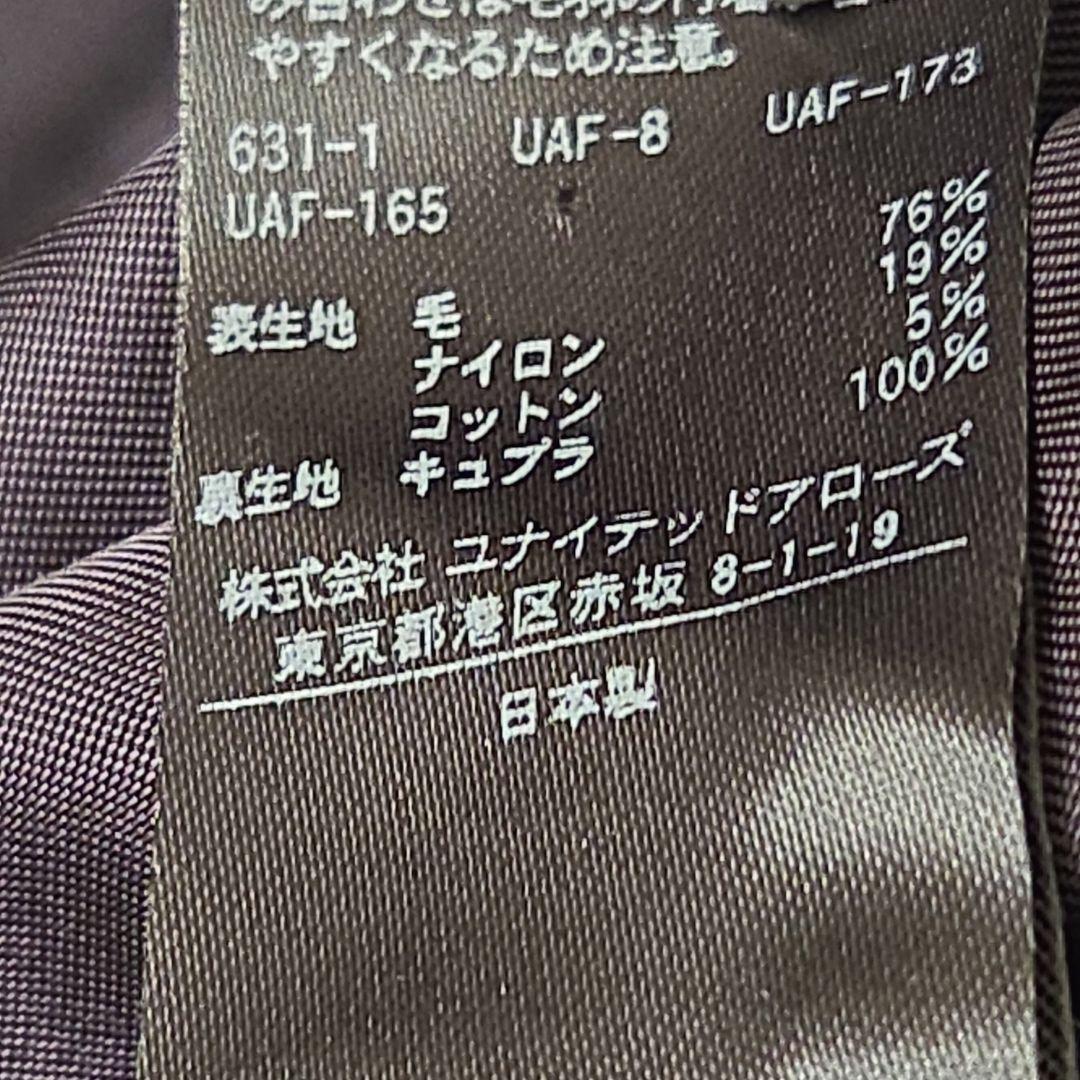 やすくなるため注意。
631-1 UAF-8 UAF-173
UAF-165
表生地 毛 76%
ナイロン 19%
コットン 5%
裏生地 キュプラ 100%
株式会社 ユナイテッドアローズ
東京都港区赤坂 8-1-19
日本製